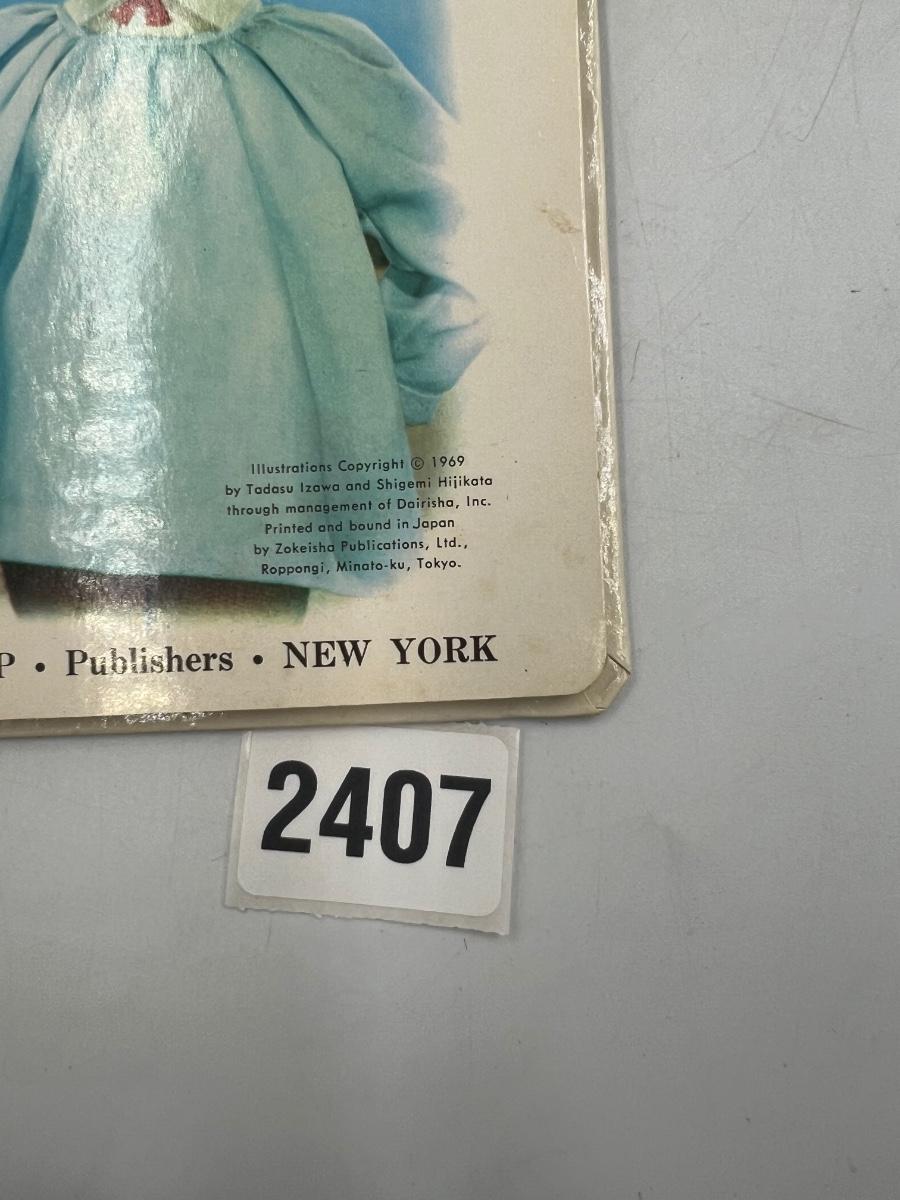 Illustrations Copyright © 1969
by Tadasu Izawa and Shigemi Hijikata
through management of Dairisha, Inc.
Printed and bound in Japan
by Zokeisha Publications, Ltd.,
Roppongi, Minato-ku, Tokyo.
P • Publishers • NEW YORK
2407